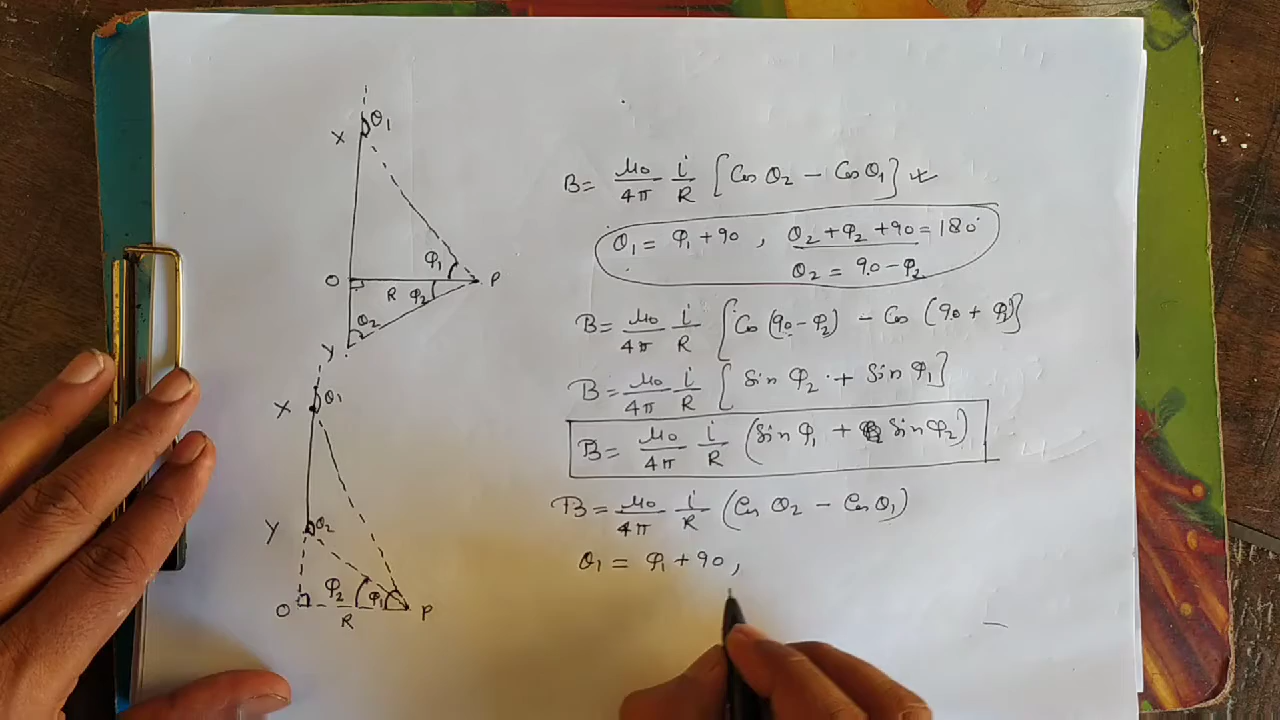 X θ₁
φ₁
O R φ₂ P
θ₂
Y
X θ₁
Y θ₂
φ₂ φ₁
O R P
B = μ₀/4π i/R [Cos θ₂ − Cos θ₁]
θ₁ = φ₁ + 90 , θ₂ + φ₂ + 90 = 180°
θ₂ = 90 − φ₂
B = μ₀/4π i/R [Cos (90 − φ₂) − Cos (90 + φ₁)]
B = μ₀/4π i/R [Sin φ₂ + Sin φ₁]
B = μ₀/4π i/R (Sin φ₁ + Sin φ₂)
B = μ₀/4π i/R (Cos θ₂ − Cos θ₁)
θ₁ = φ₁ + 90 ,